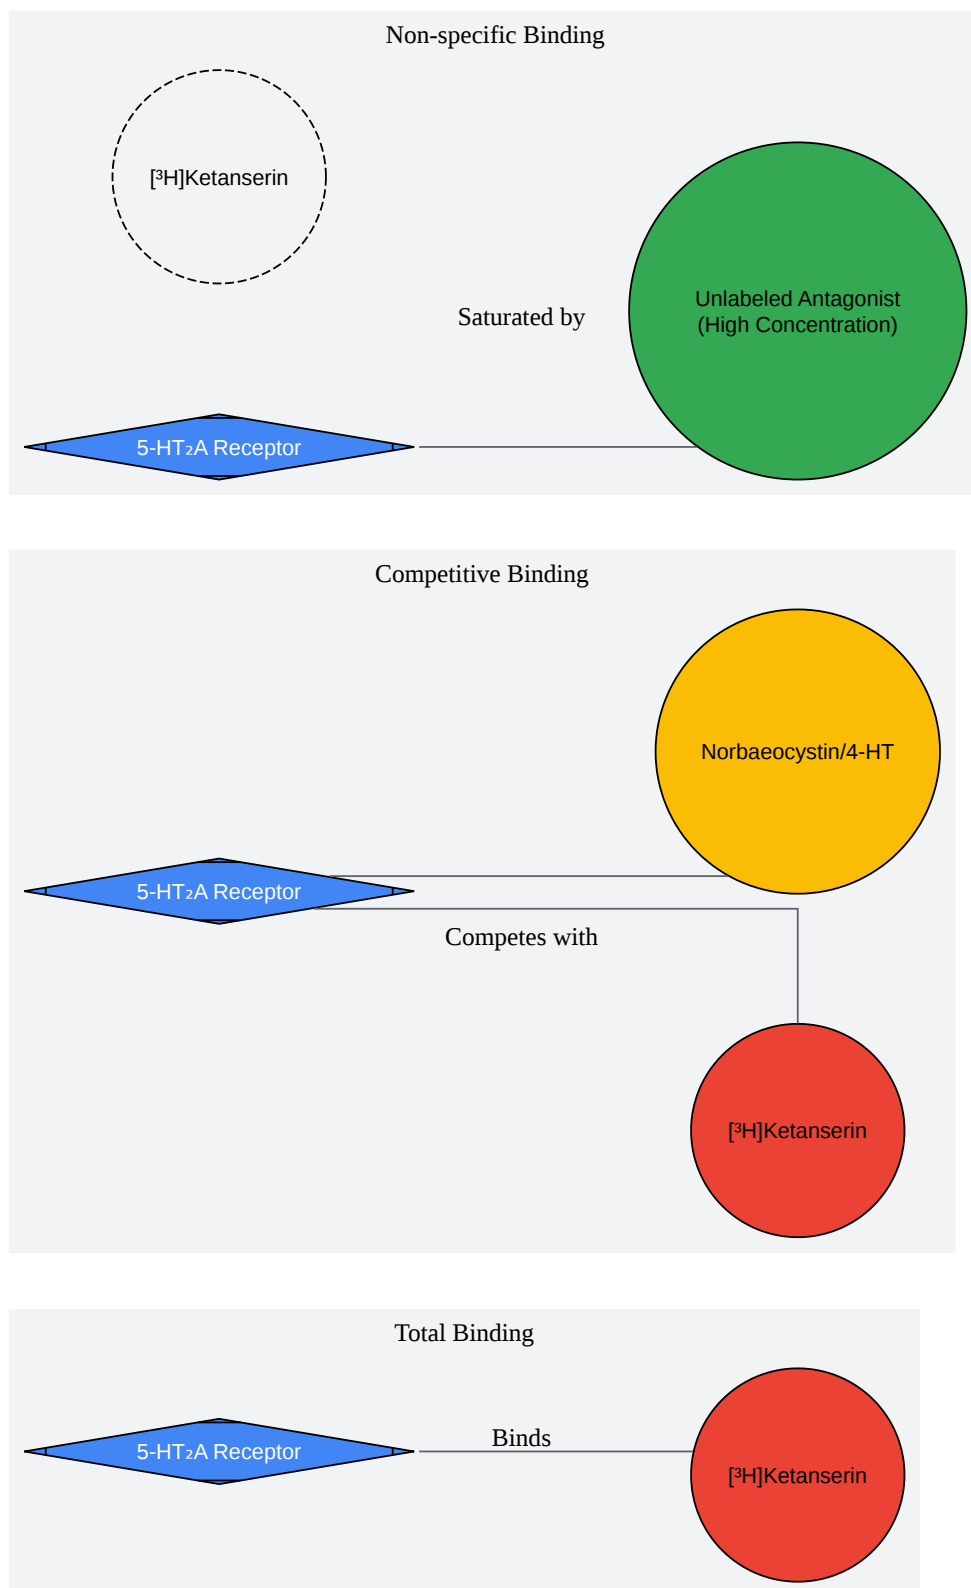 Non-specific Binding
[³H]Ketanserin
Unlabeled Antagonist
(High Concentration)
Saturated by
5-HT₂A Receptor
Competitive Binding
Norbaeocystin/4-HT
5-HT₂A Receptor
Competes with
[³H]Ketanserin
Total Binding
Binds
5-HT₂A Receptor
[³H]Ketanserin